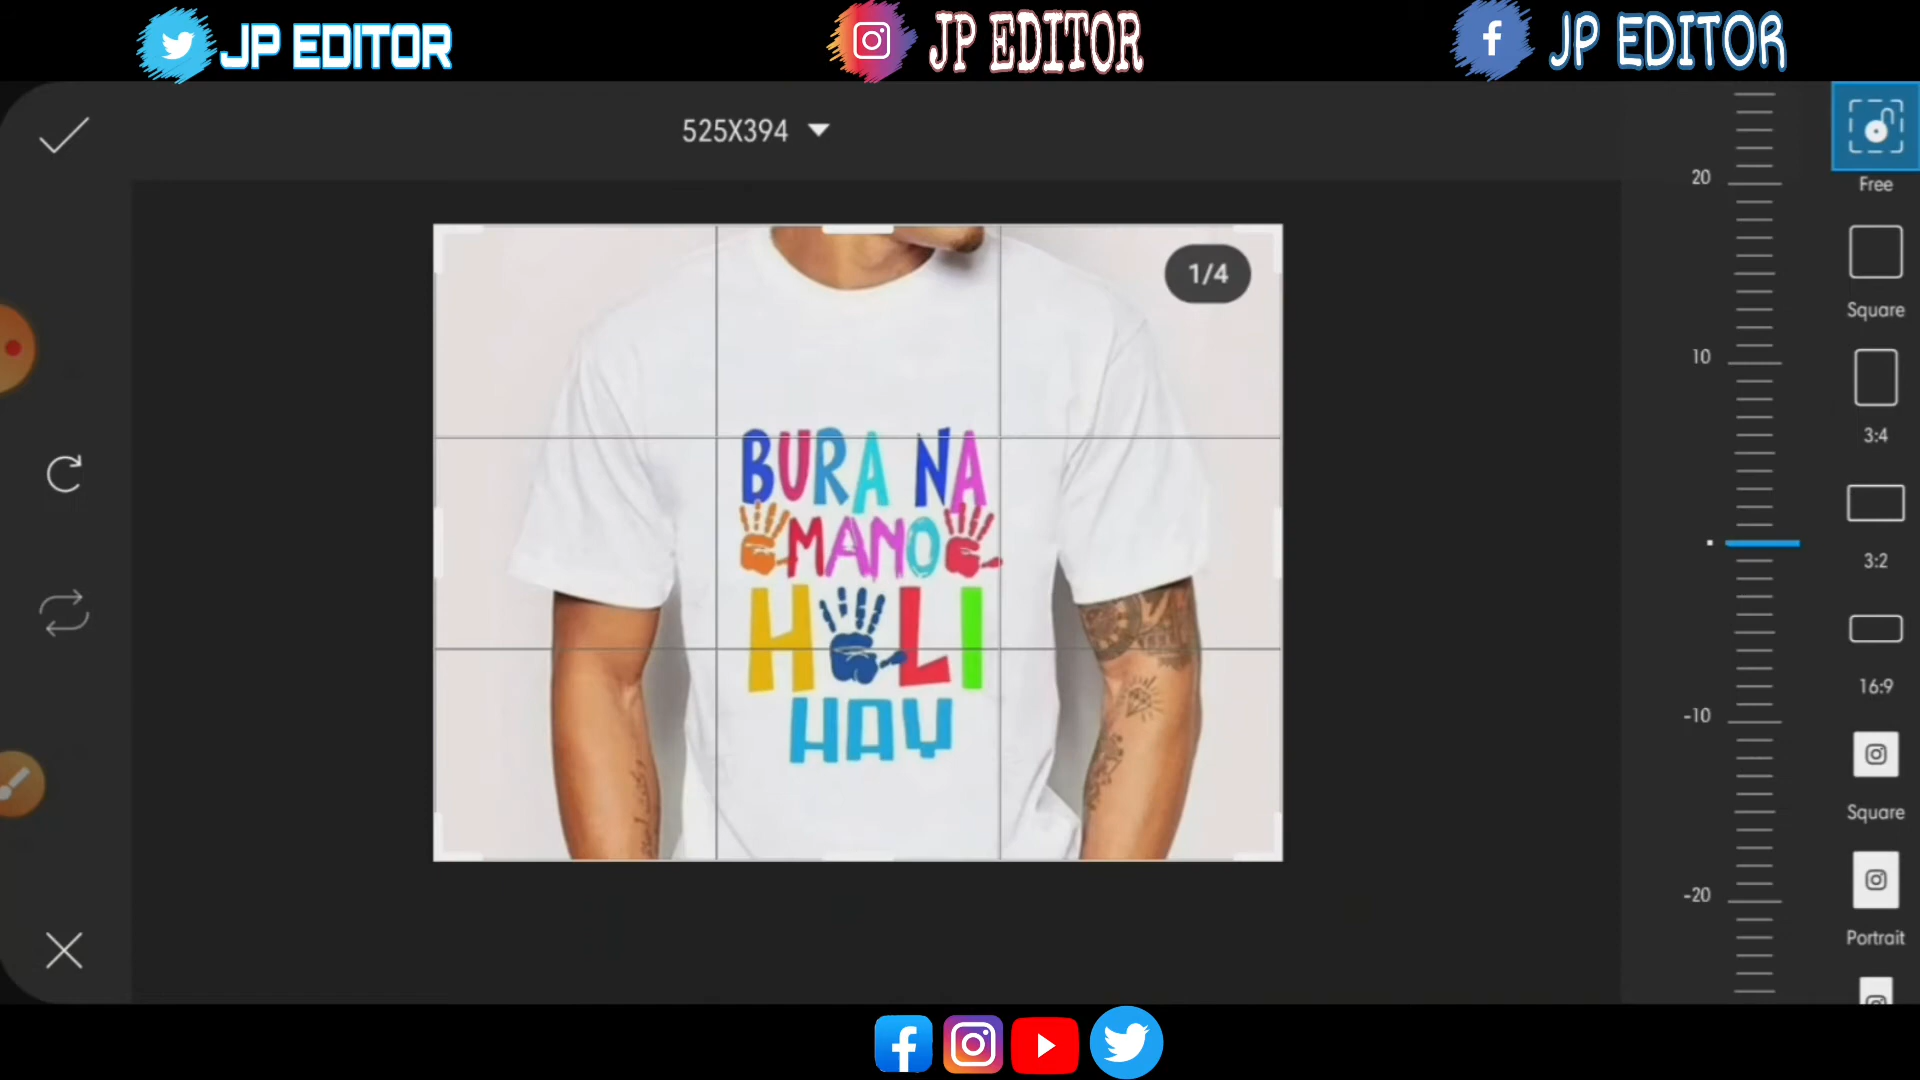 JP EDITOR
JP EDITOR
JP EDITOR
525X394
1/4
BURA NA
MANO
H LI
HAY
20
10
-10
-20
Free
Square
3:4
3:2
16:9
Square
Portrait